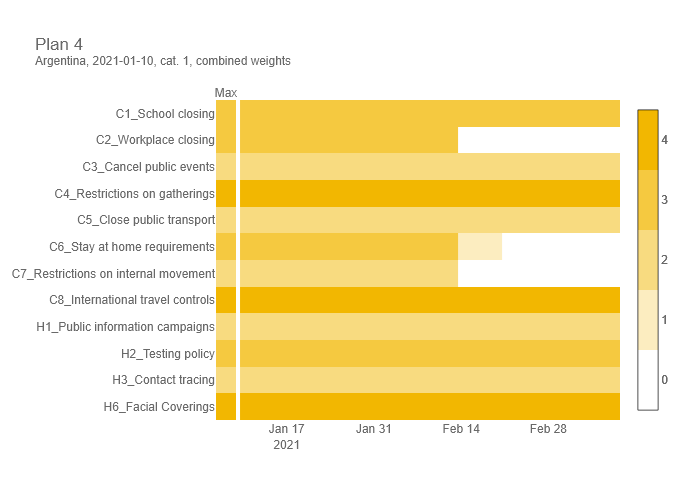 Plan 4
Argentina, 2021-01-10, cat. 1, combined weights
Max
C1_School closing
C2_Workplace closing
C3_Cancel public events
C4_Restrictions on gatherings
C5_Close public transport
C6_Stay at home requirements
C7_Restrictions on internal movement
C8_International travel controls
H1_Public information campaigns
H2_Testing policy
H3_Contact tracing
H6_Facial Coverings
Jan 17
2021
Jan 31
Feb 14
Feb 28
4
3
2
1
0